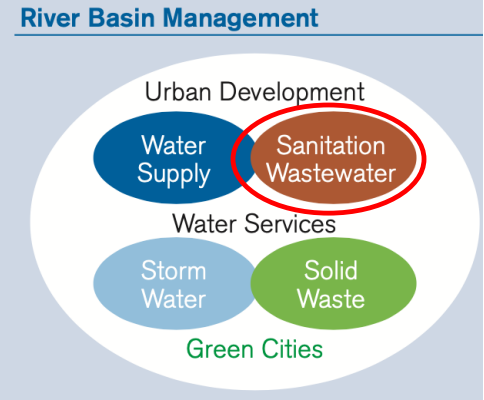 River Basin Management
Urban Development
Water
Supply
Sanitation
Wastewater
Water Services
Storm
Water
Solid
Waste
Green Cities